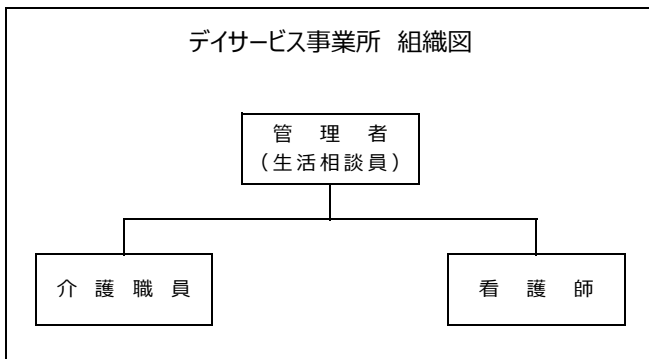 デイサービス事業所 組織図
管 理 者
（生活相談員）
介 護 職 員
看 護 師